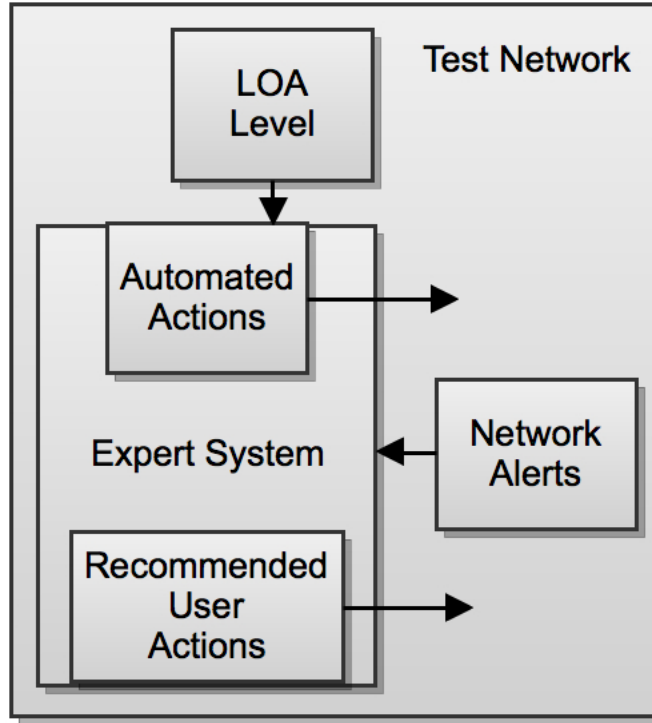 Test Network
LOA
Level
Automated
Actions
Expert System
Network
Alerts
Recommended
User
Actions